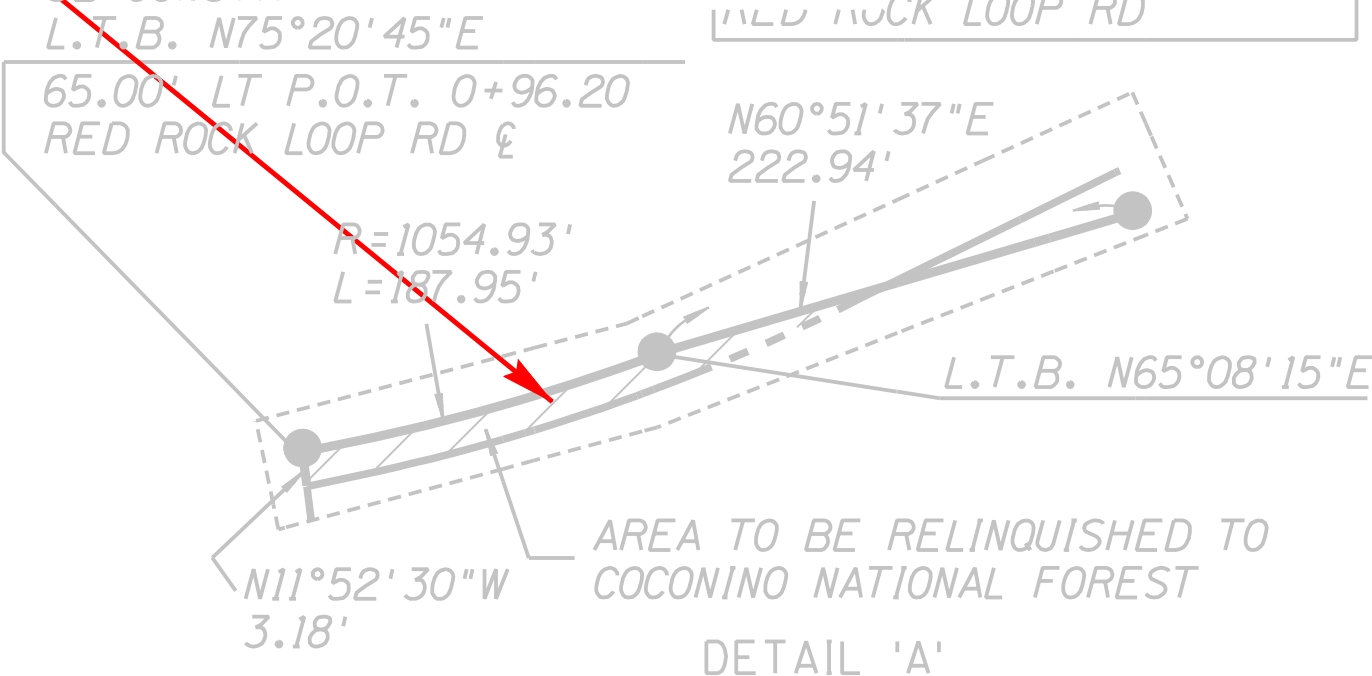 L.T.B. N75°20'45"E
65.00' LT P.O.T. 0+96.20
RED ROCK LOOP RD ℄
RED ROCK LOOP RD
N60°51'37"E
222.94'
R=1054.93'
L=187.95'
L.T.B. N65°08'15"E
AREA TO BE RELINQUISHED TO
COCONINO NATIONAL FOREST
N11°52'30"W
3.18'
DETAIL 'A'